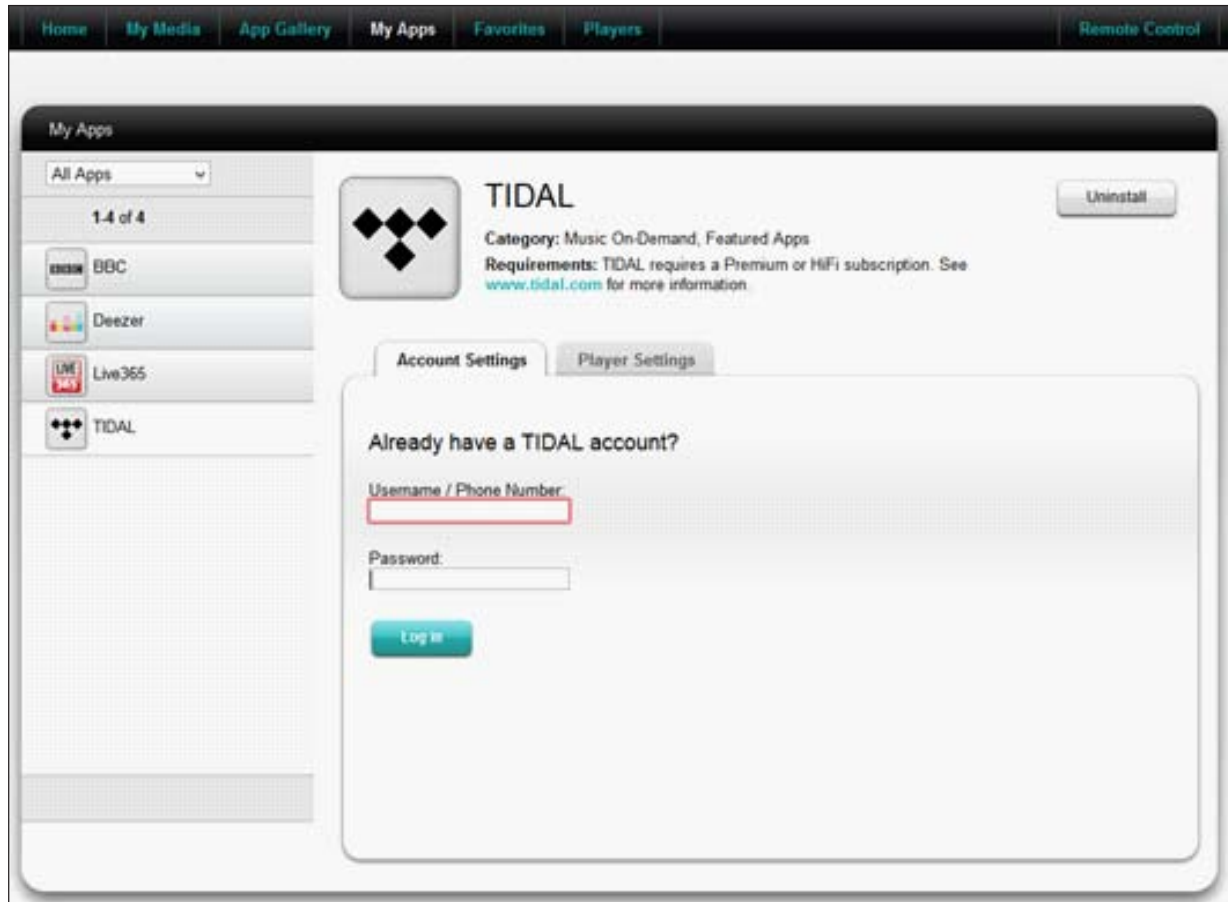 Home My Media App Gallery My Apps Favorites Players Remote Control
My Apps
All Apps
1-4 of 4
BBC BBC
Deezer
LIVE 365 Live365
TIDAL
TIDAL
Uninstall
Category: Music On-Demand, Featured Apps
Requirements: TIDAL requires a Premium or HiFi subscription. See
www.tidal.com for more information.
Account Settings Player Settings
Already have a TIDAL account?
Username / Phone Number:
Password:
Log in